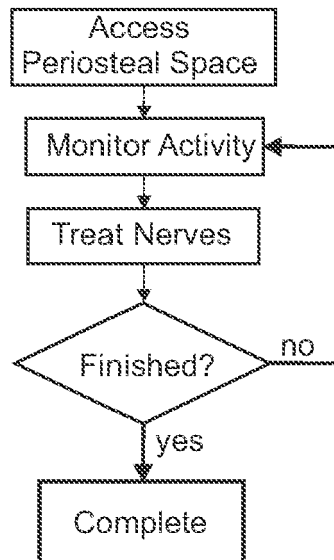 Access
Periosteal Space
Monitor Activity
Treat Nerves
Finished?
no
yes
Complete